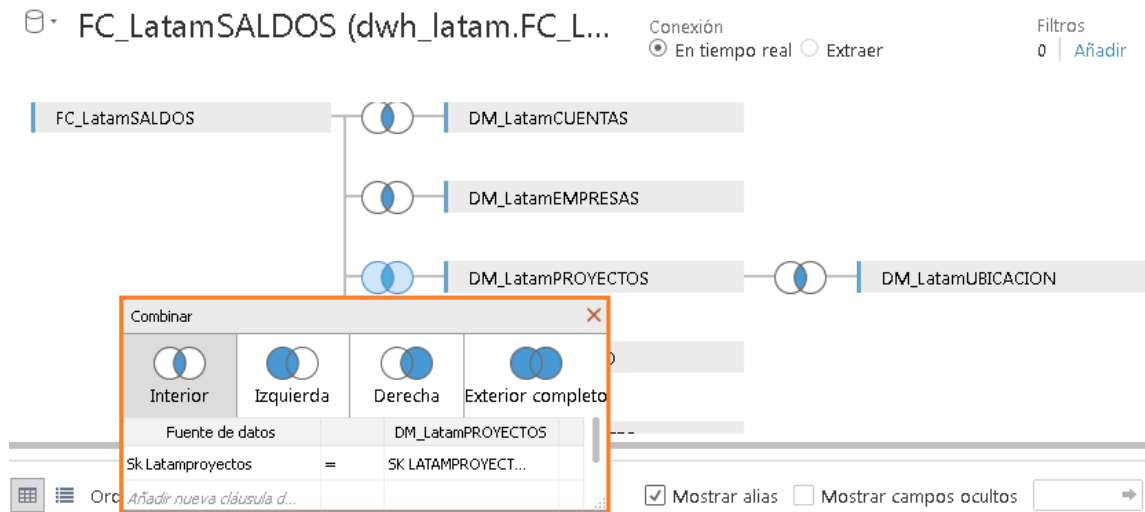 FC_LatamSALDOS (dwh_latam.FC_L...
Conexión
En tiempo real Extraer
Filtros
0 Añadir
FC_LatamSALDOS
DM_LatamCUENTAS
DM_LatamEMPRESAS
DM_LatamPROYECTOS
DM_LatamUBICACION
Combinar
Interior Izquierda Derecha Exterior completo
Fuente de datos DM_LatamPROYECTOS
Sk Latamproyectos = SK LATAMPROYECT...
Añadir nueva cláusula d...
Ord
Mostrar alias Mostrar campos ocultos